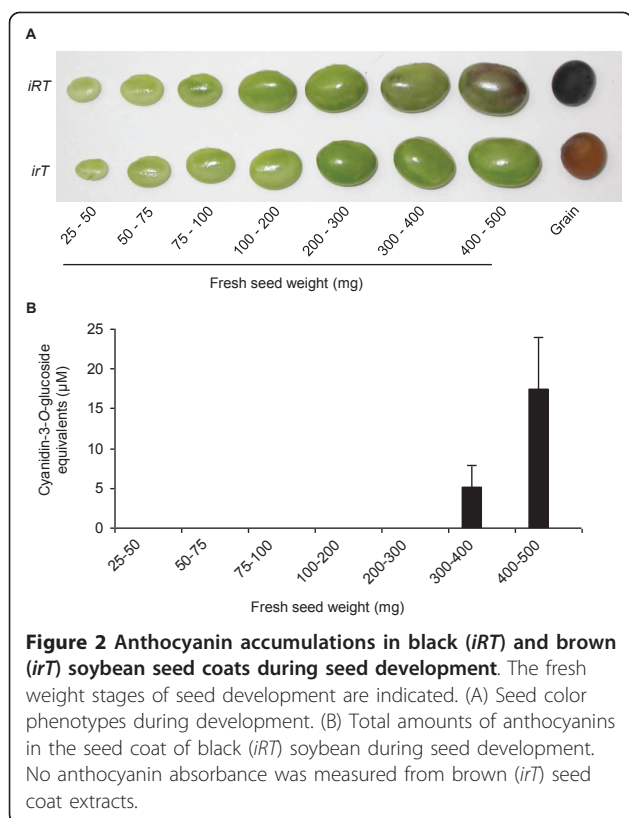 A
iRT
irT
25 - 50
50 - 75
75 - 100
100 - 200
200 - 300
300 - 400
400 - 500
Grain
Fresh seed weight (mg)
B
Cyanidin-3-O-glucoside
equivalents (µM)
25
20
15
10
5
0
25-50
50-75
75-100
100-200
200-300
300-400
400-500
Fresh seed weight (mg)
Figure 2 Anthocyanin accumulations in black (iRT) and brown
(irT) soybean seed coats during seed development. The fresh
weight stages of seed development are indicated. (A) Seed color
phenotypes during development. (B) Total amounts of anthocyanins
in the seed coat of black (iRT) soybean during seed development.
No anthocyanin absorbance was measured from brown (irT) seed
coat extracts.